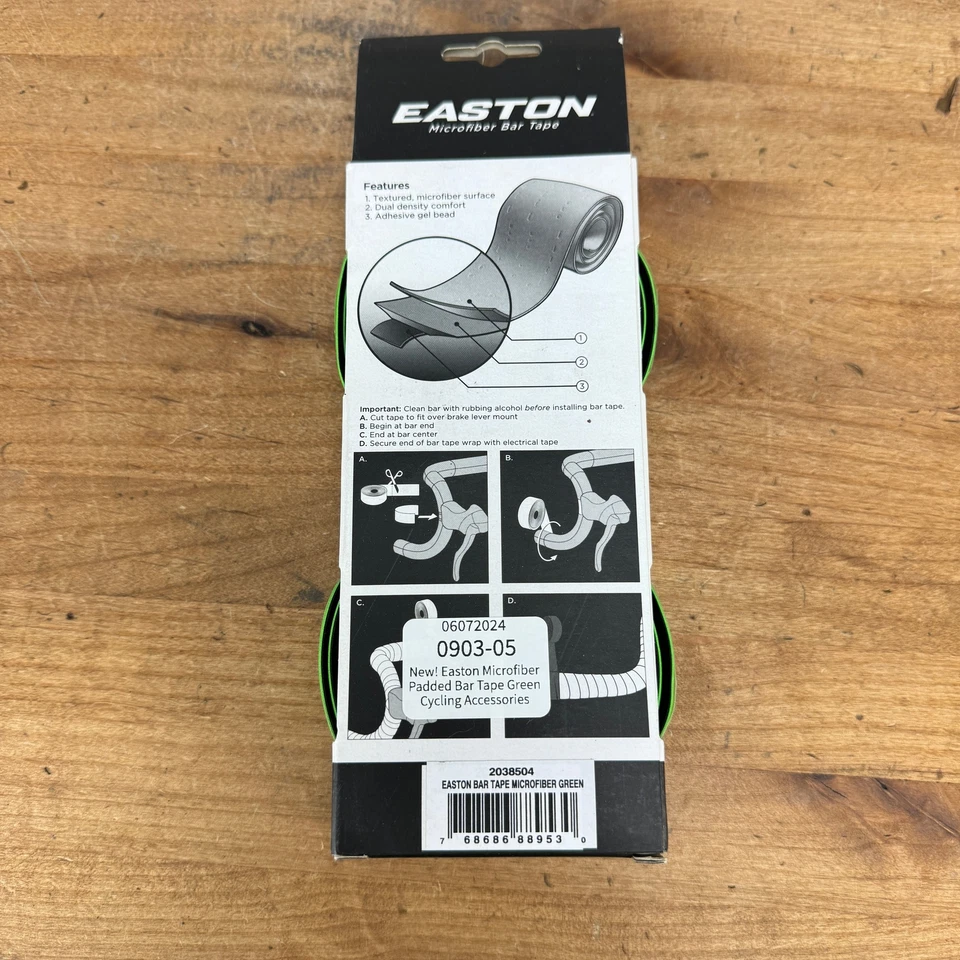 EASTON
Microfiber Bar Tape
Features
1. Textured, microfiber surface
2. Dual density comfort
3. Adhesive gel bead
1
2
3
Important: Clean bar with rubbing alcohol before installing bar tape.
A. Cut tape to fit over brake lever mount
B. Begin at bar end
C. End at bar center
D. Secure end of bar tape wrap with electrical tape
A.
B.
C.
D.
06072024
0903-05
New! Easton Microfiber
Padded Bar Tape Green
Cycling Accessories
2038504
EASTON BAR TAPE MICROFIBER GREEN
7 68686 88953 0